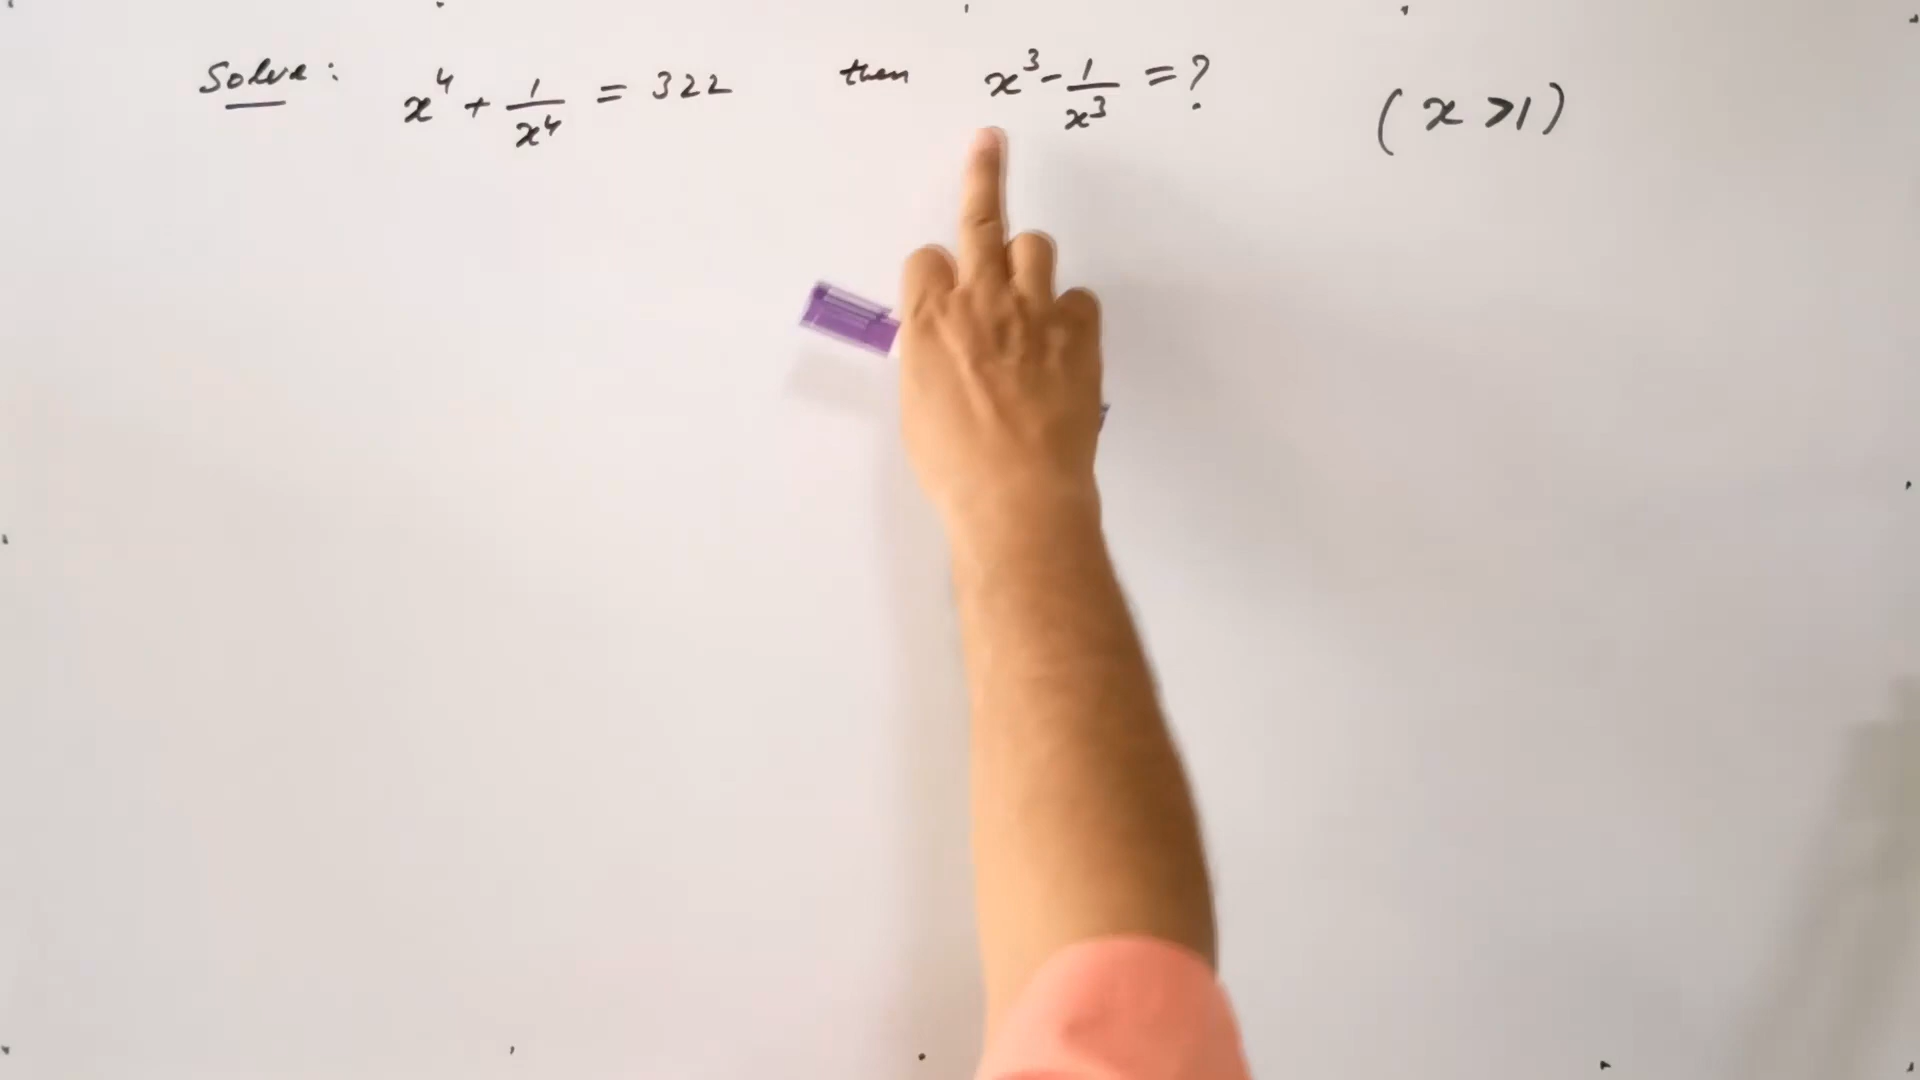 Solve : x⁴ + 1/x⁴ = 322 then x³ - 1/x³ = ? (x > 1)